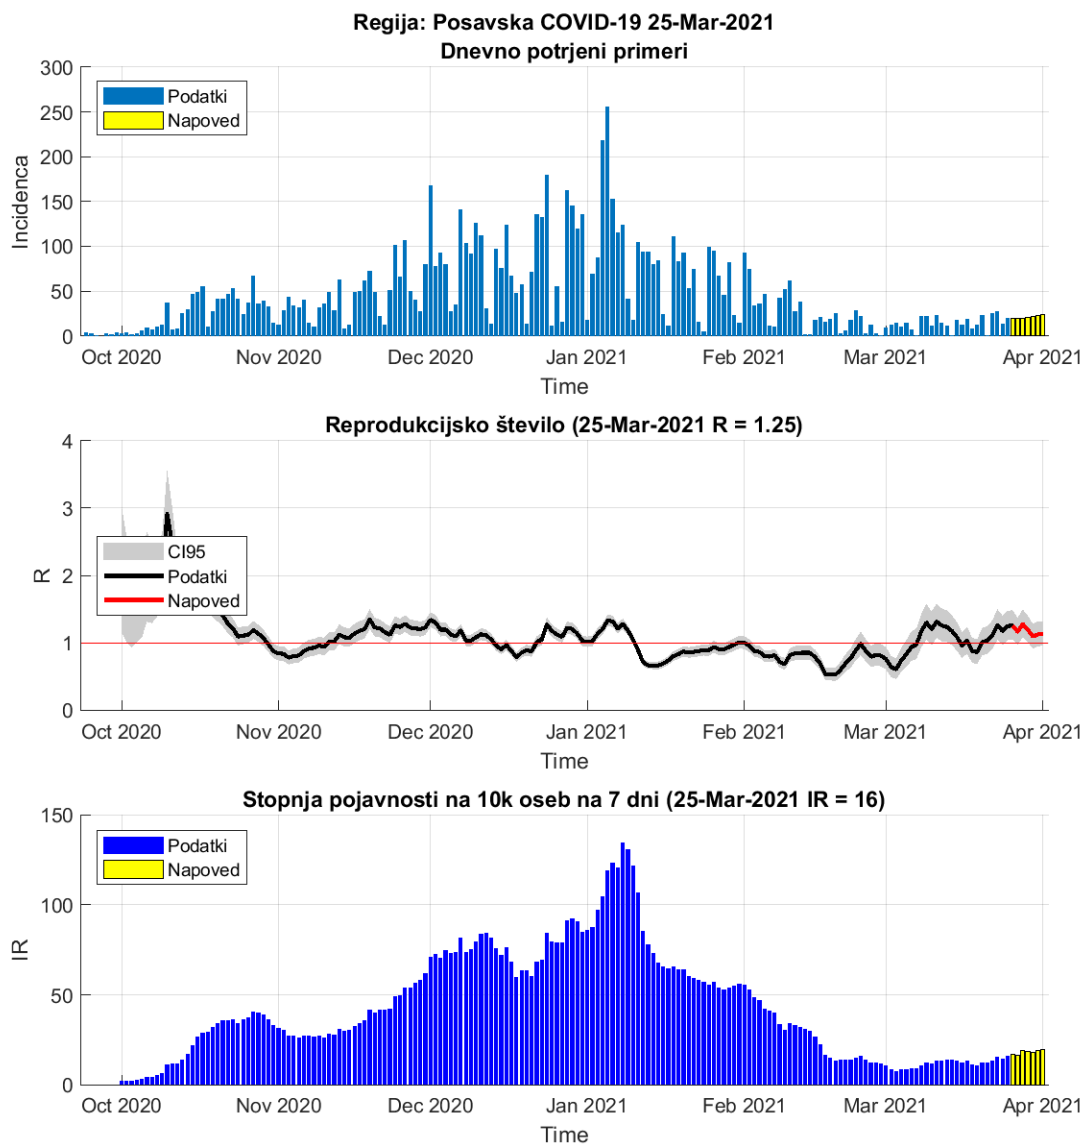 Regija: Posavska COVID-19 25-Mar-2021
Dnevno potrjeni primeri
300
250
200
150
100
50
0
Incidenca
Podatki
Napoved
Oct 2020 Nov 2020 Dec 2020 Jan 2021 Feb 2021 Mar 2021 Apr 2021
Time
Reprodukcijsko število (25-Mar-2021 R = 1.25)
4
3
2
1
0
R
CI95
Podatki
Napoved
Oct 2020 Nov 2020 Dec 2020 Jan 2021 Feb 2021 Mar 2021 Apr 2021
Time
Stopnja pojavnosti na 10k oseb na 7 dni (25-Mar-2021 IR = 16)
150
100
50
0
IR
Podatki
Napoved
Oct 2020 Nov 2020 Dec 2020 Jan 2021 Feb 2021 Mar 2021 Apr 2021
Time